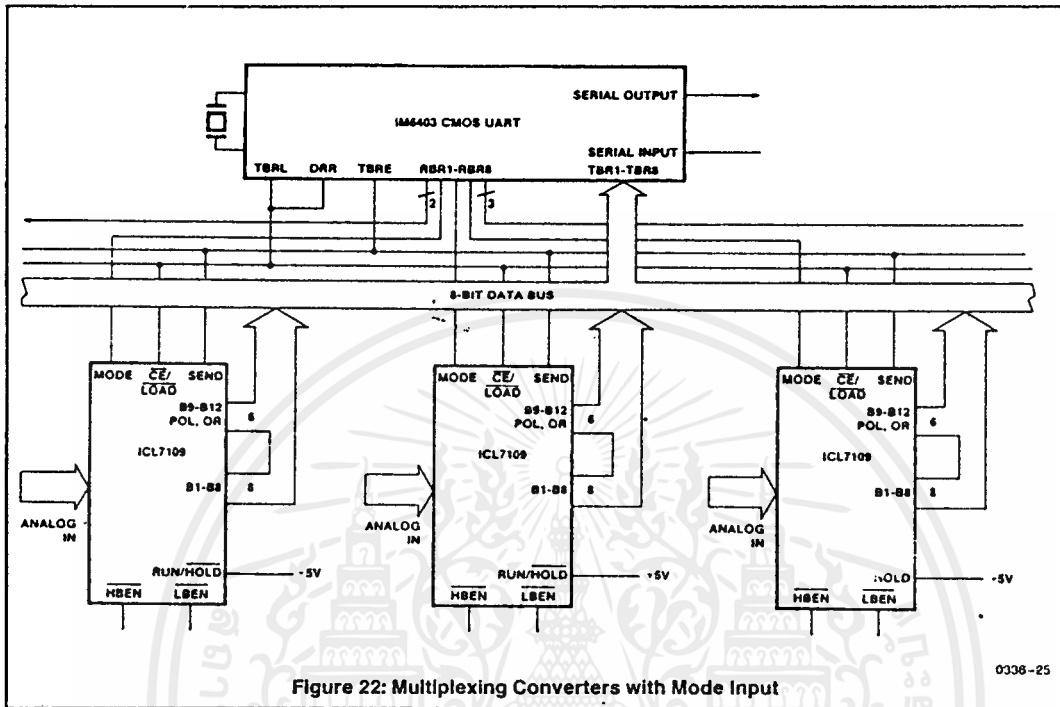 SERIAL OUTPUT
IM6403 CMOS UART
SERIAL INPUT
TBRL DRR TBRE RBR1-RBR8 TBR1-TBR8
2 3
8-BIT DATA BUS
MODE CE/LOAD SEND
B9-B12
POL, OR
6
ICL7109
B1-B8
8
ANALOG
IN
RUN/HOLD
+5V
HBEN LBEN
MODE CE/LOAD SEND
B9-B12
POL, OR
6
ICL7109
B1-B8
8
ANALOG
IN
RUN/HOLD
+5V
HBEN LBEN
MODE CE/LOAD SEND
B9-B12
POL, OR
6
ICL7109
B1-B8
8
ANALOG
IN
HOLD
+5V
HBEN LBEN
0336-25
Figure 22: Multiplexing Converters with Mode Input